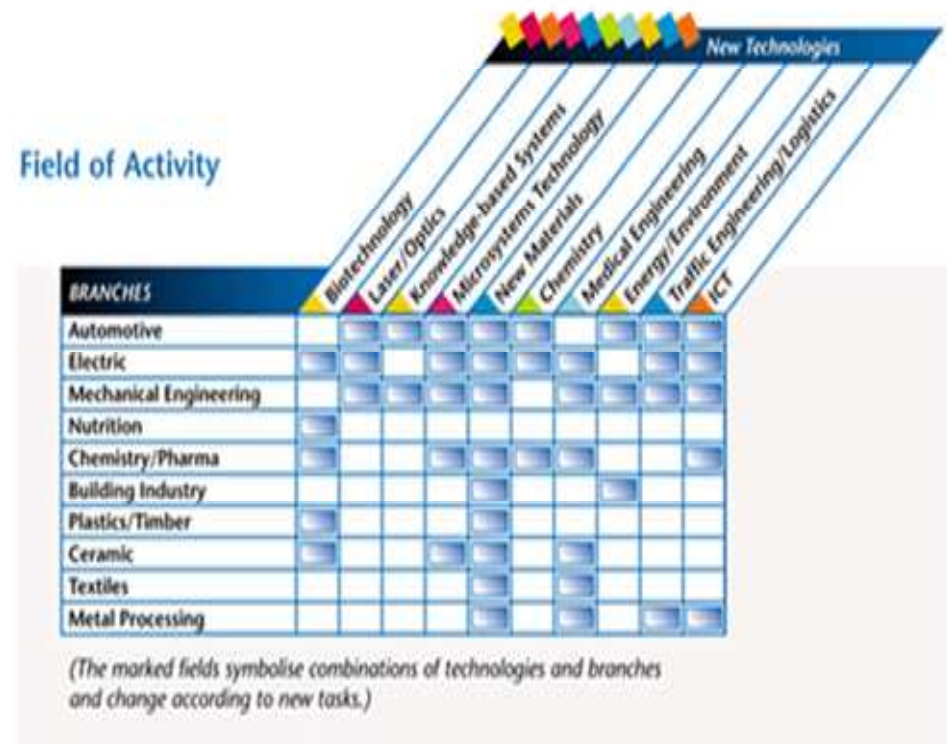 New Technologies
Field of Activity
Biotechnology
Laser/Optics
Knowledge-based Systems
Microsystems Technology
New Materials
Chemistry
Medical Engineering
Energy/Environment
Traffic Engineering/Logistics
ICT
BRANCHES
Automotive
Electric
Mechanical Engineering
Nutrition
Chemistry/Pharma
Building Industry
Plastics/Timber
Ceramic
Textiles
Metal Processing
(The marked fields symbolise combinations of technologies and branches
and change according to new tasks.)